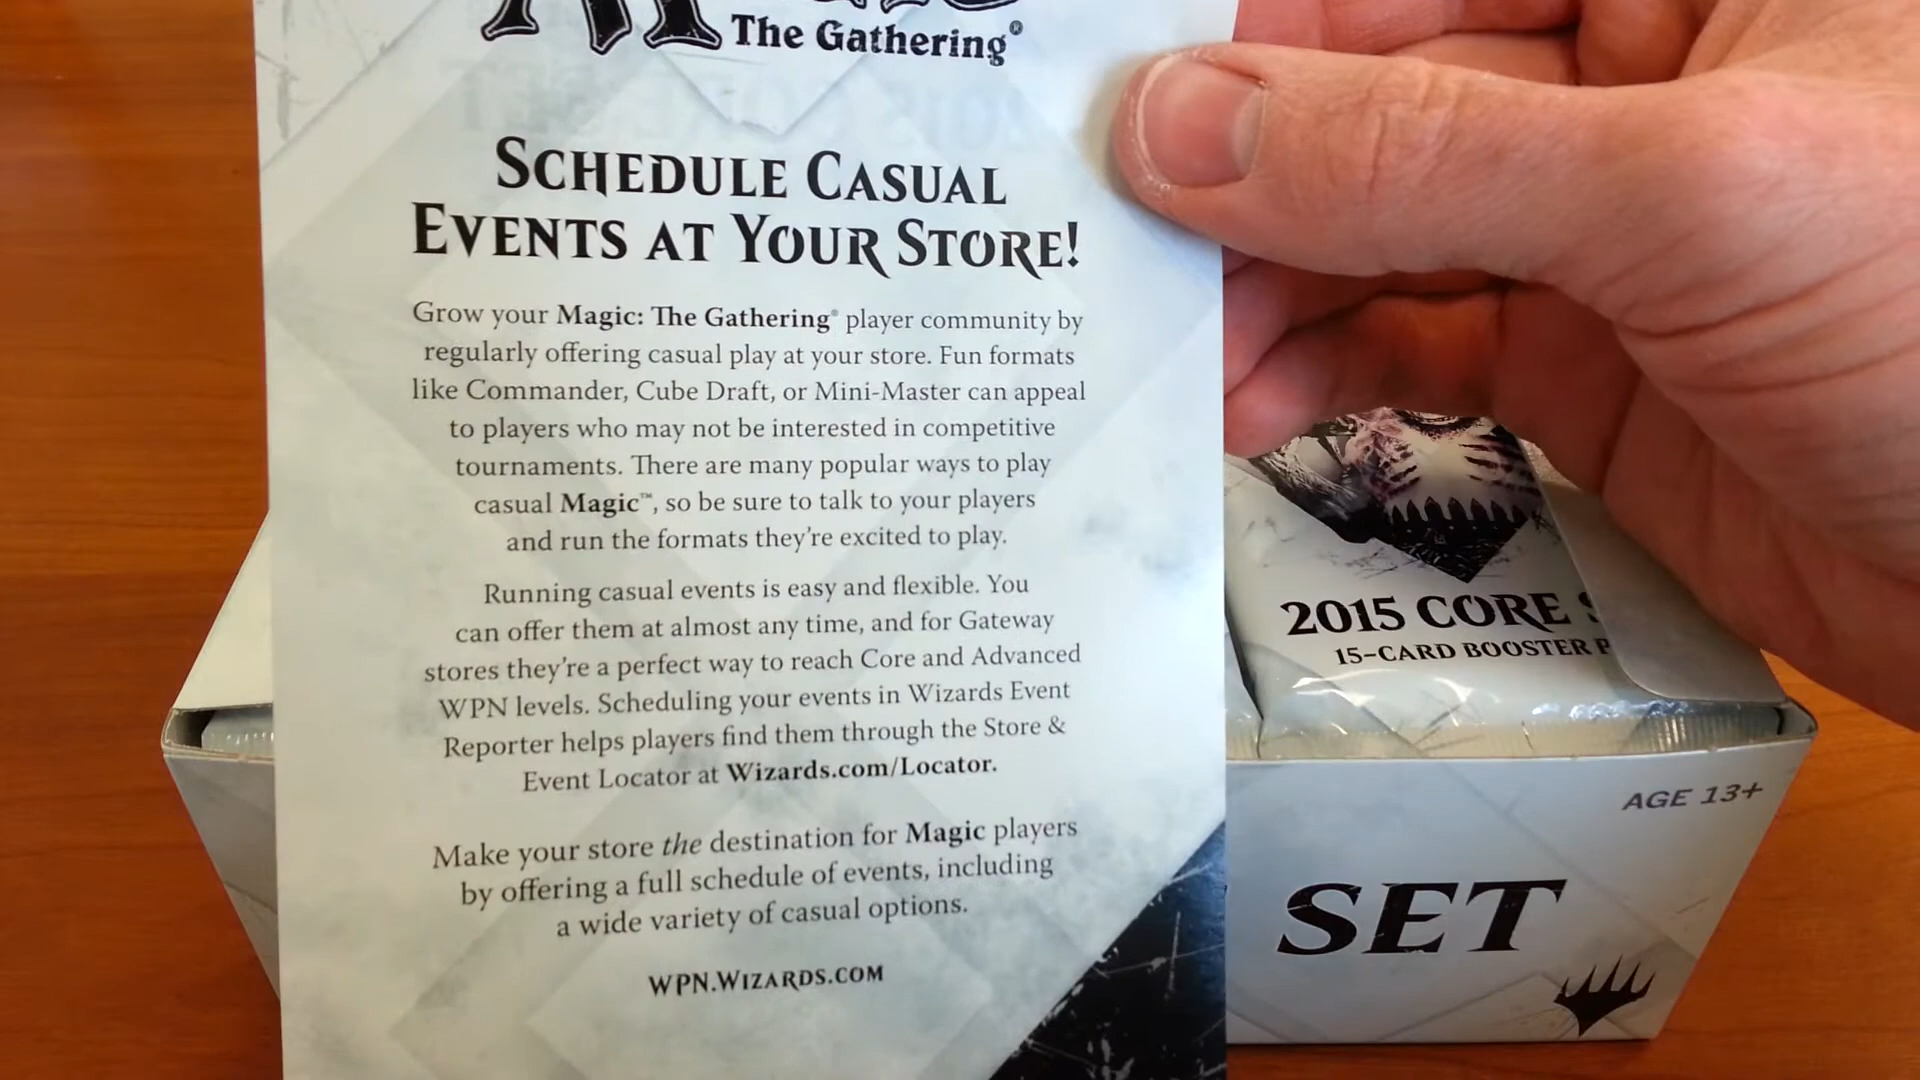 The Gathering®
SCHEDULE CASUAL
EVENTS AT YOUR STORE!
Grow your Magic: The Gathering® player community by
regularly offering casual play at your store. Fun formats
like Commander, Cube Draft, or Mini-Master can appeal
to players who may not be interested in competitive
tournaments. There are many popular ways to play
casual Magic™, so be sure to talk to your players
and run the formats they're excited to play.
Running casual events is easy and flexible. You
can offer them at almost any time, and for Gateway
stores they're a perfect way to reach Core and Advanced
WPN levels. Scheduling your events in Wizards Event
Reporter helps players find them through the Store &
Event Locator at Wizards.com/Locator.
Make your store the destination for Magic players
by offering a full schedule of events, including
a wide variety of casual options.
WPN.WIZARDS.COM
2015 CORE
15-CARD BOOSTER
AGE 13+
SET